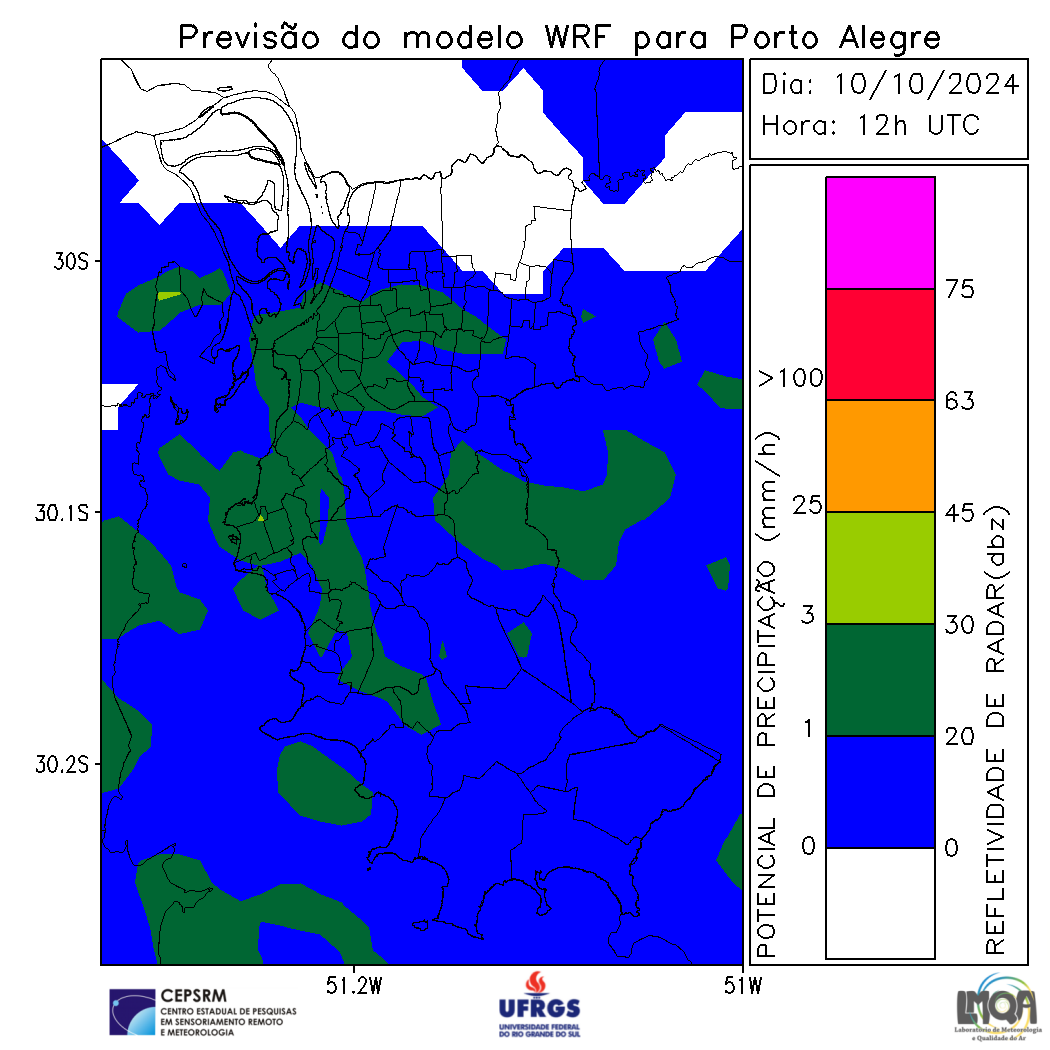 Previsão do modelo WRF para Porto Alegre
Dia: 10/10/2024
Hora: 12h UTC
30S
30.1S
30.2S
51.2W
51W
POTENCIAL DE PRECIPITAÇÃO (mm/h)
>100
25
3
1
0
75
63
45
30
20
0
REFLETIVIDADE DE RADAR(dbz)
CEPSRM
CENTRO ESTADUAL DE PESQUISAS
EM SENSORIAMENTO REMOTO
E METEOROLOGIA
UFRGS
UNIVERSIDADE FEDERAL
DO RIO GRANDE DO SUL
LMQA
Laboratório de Meteorologia
e Qualidade do Ar